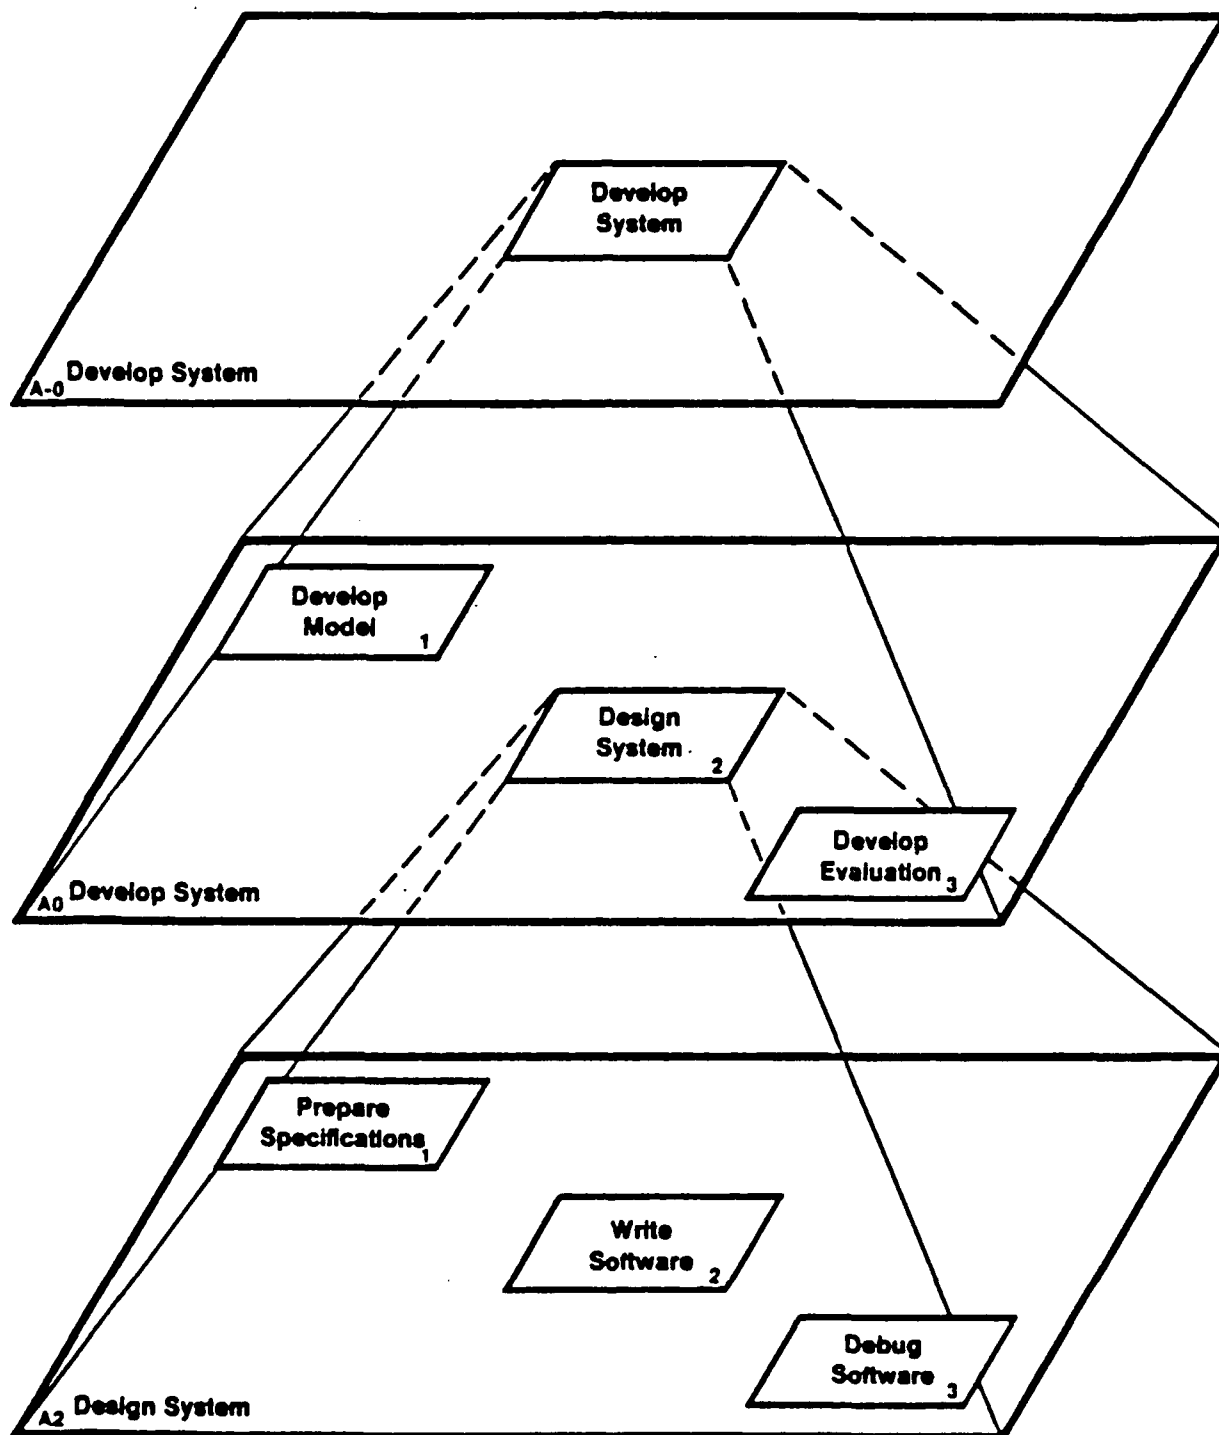 Develop
System
A-0 Develop System
Develop
Model 1
Design
System 2
Develop
Evaluation 3
A0 Develop System
Prepare
Specifications 1
Write
Software 2
Debug
Software 3
A2 Design System